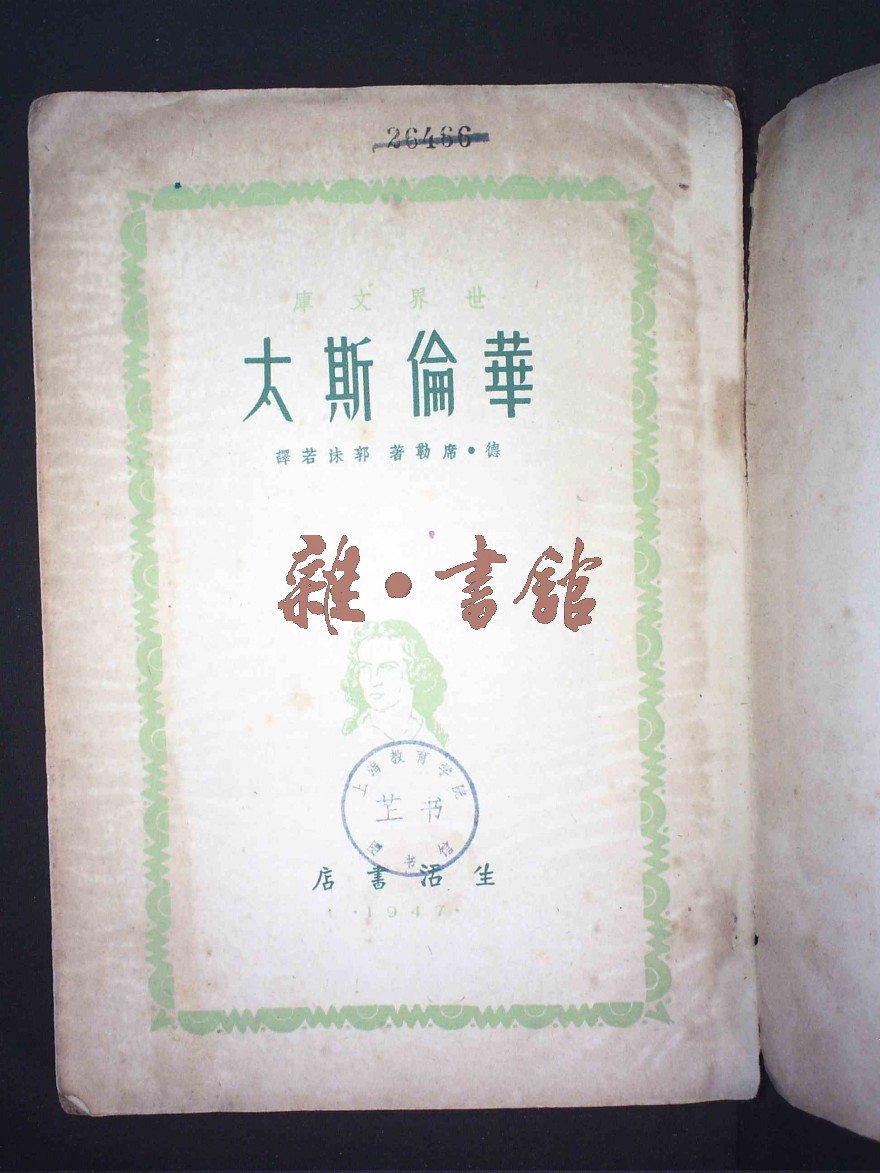 26466
世界文庫
華倫斯太
德•席勒著 郭沫若譯
雜•書館
上海教育学院
书
图书馆
生活書店
·1947·